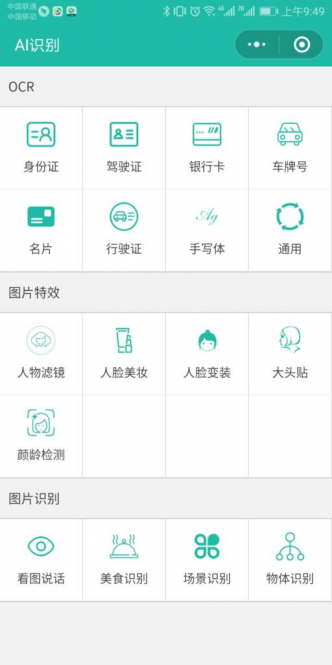 中国联通
中国移动
上午9:49
AI识别
OCR
身份证
驾驶证
银行卡
车牌号
名片
行驶证
Ag
手写体
通用
图片特效
人物滤镜
人脸美妆
人脸变装
大头贴
颜龄检测
图片识别
看图说话
美食识别
场景识别
物体识别